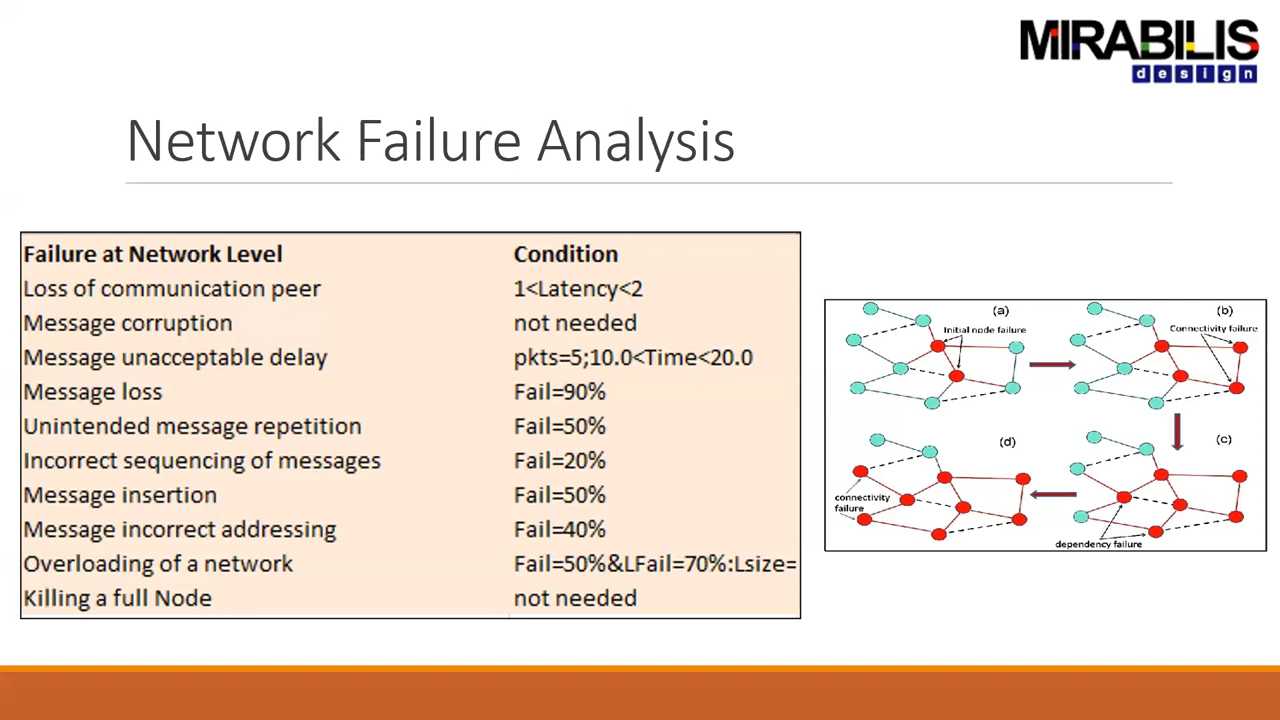 MIRABILIS
design
Network Failure Analysis
Failure at Network Level Condition
Loss of communication peer 1<Latency<2
Message corruption not needed
Message unacceptable delay pkts=5;10.0<Time<20.0
Message loss Fail=90%
Unintended message repetition Fail=50%
Incorrect sequencing of messages Fail=20%
Message insertion Fail=50%
Message incorrect addressing Fail=40%
Overloading of a network Fail=50%&LFail=70%:Lsize=
Killing a full Node not needed
(a)
Initial node failure
(b)
Connectivity failure
(d)
connectivity
failure
(c)
dependency failure